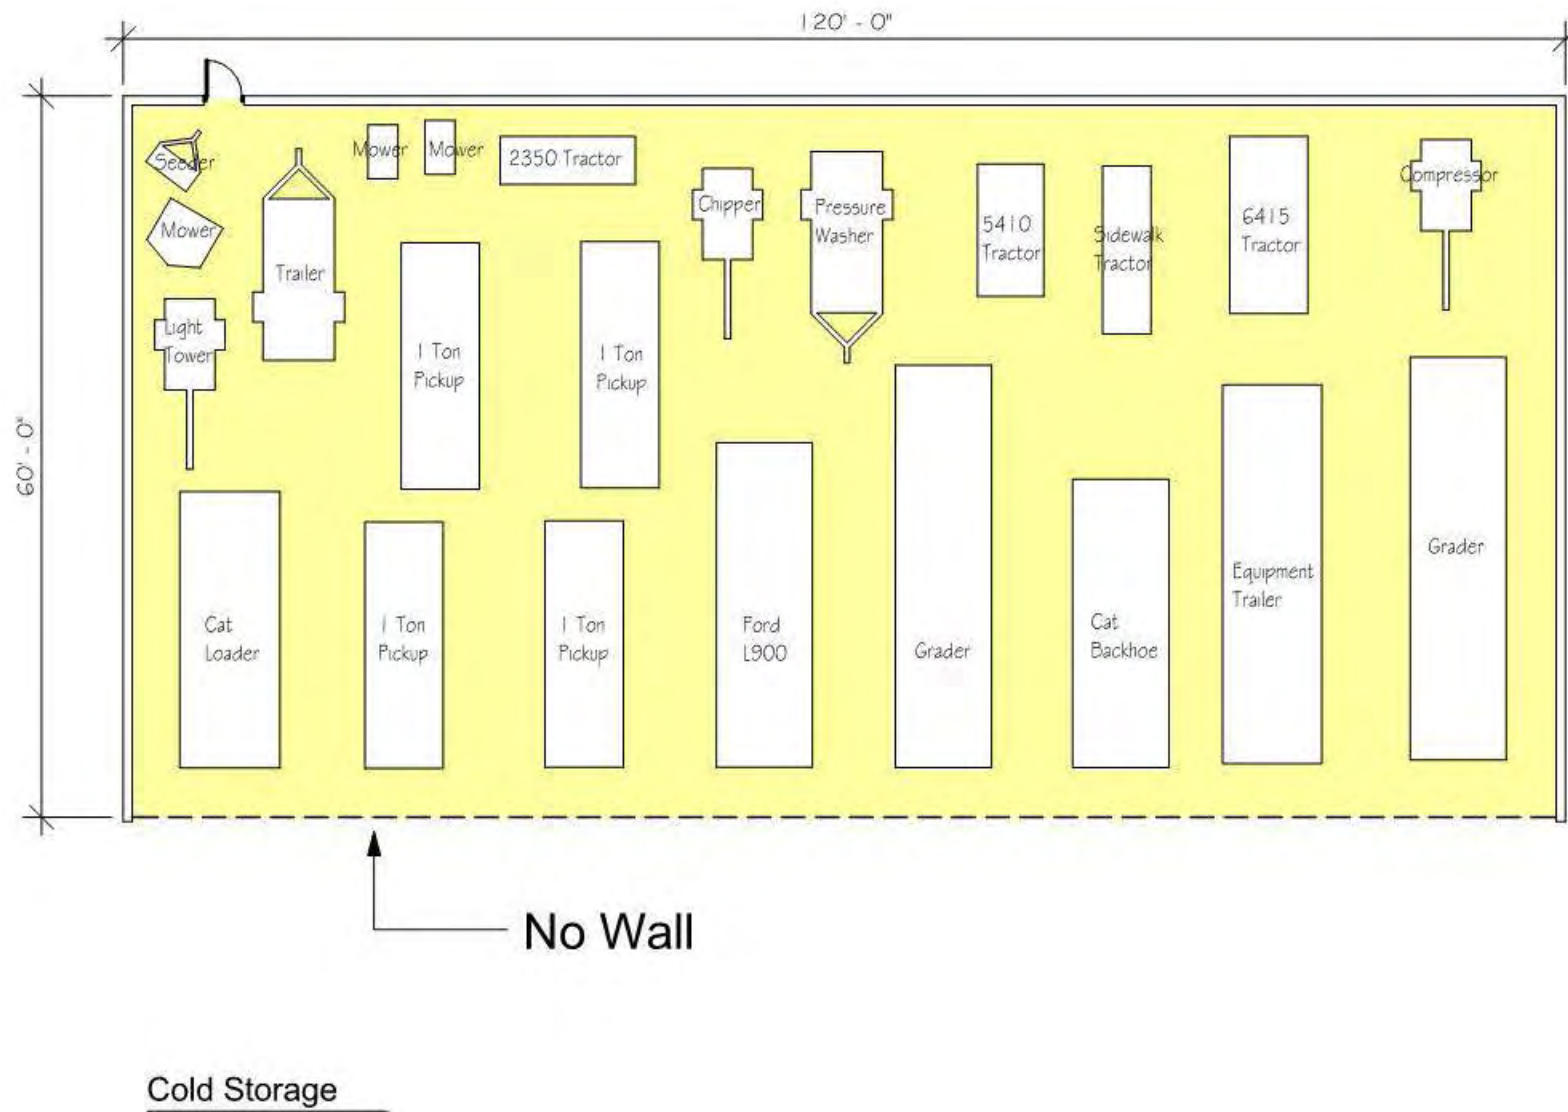 120' - 0"
60' - 0"
Seeder
Mower
Mower
2350 Tractor
Mower
Trailer
Light
Tower
Chipper
Pressure
Washer
5410
Tractor
Sidewalk
Tractor
6415
Tractor
Compressor
1 Ton
Pickup
1 Ton
Pickup
Cat
Loader
1 Ton
Pickup
1 Ton
Pickup
Ford
L900
Grader
Cat
Backhoe
Equipment
Trailer
Grader
No Wall
Cold Storage